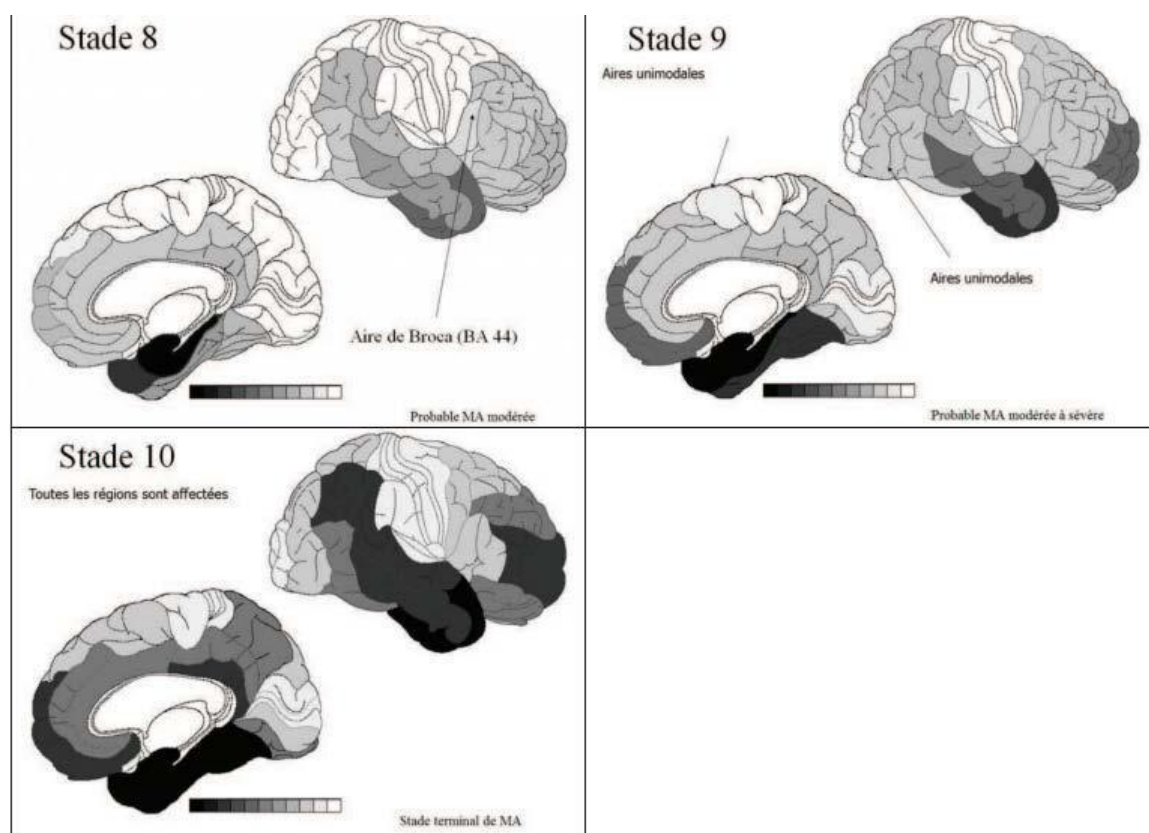 Stade 8
Aire de Broca (BA 44)
Probable MA modérée
Stade 9
Aires unimodales
Aires unimodales
Probable MA modérée à sévère
Stade 10
Toutes les régions sont affectées
Stade terminal de MA